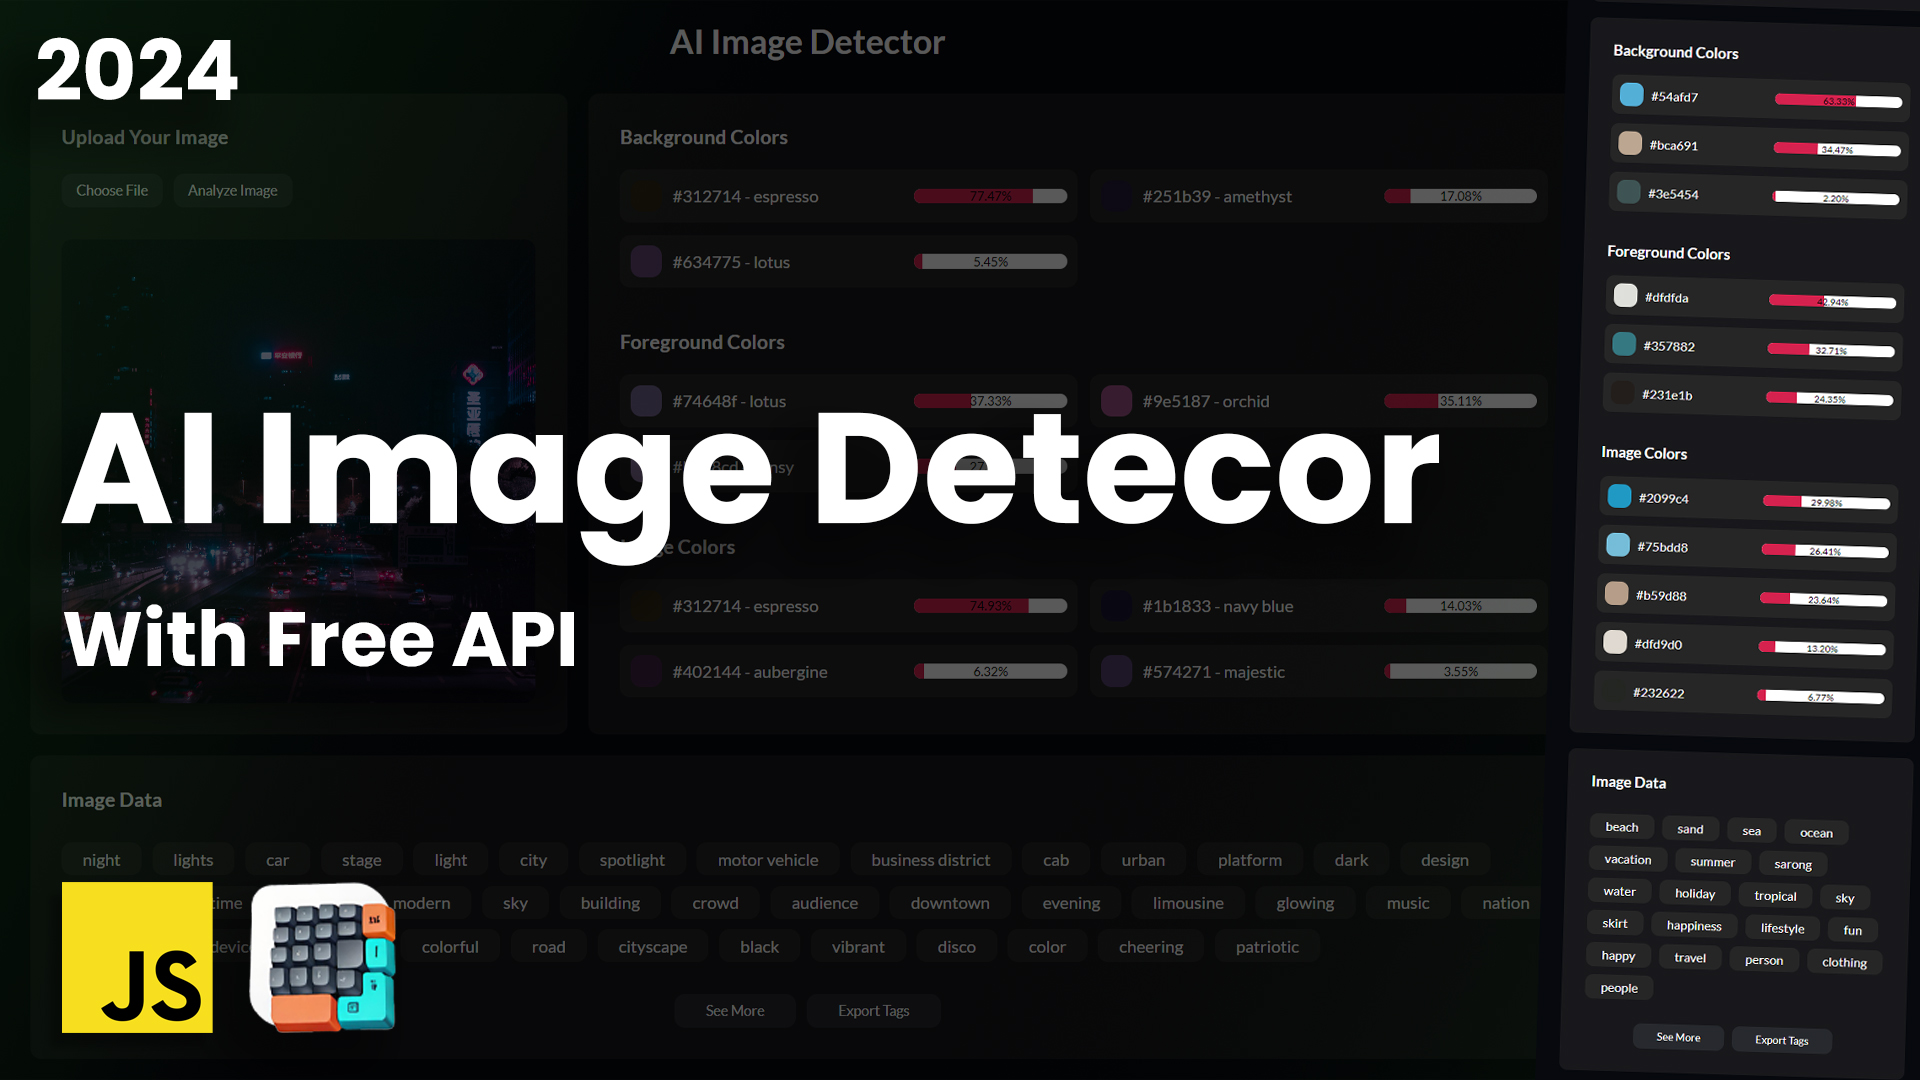 2024
AI Image Detector
Upload Your Image
Choose File
Analyze Image
Background Colors
#312714 - espresso
77.47%
#251b39 - amethyst
17.08%
#634775 - lotus
5.45%
Foreground Colors
#74648f - lotus
37.33%
#9e5187 - orchid
35.11%
AI Image Detecor
Colors
With Free API
#312714 - espresso
74.93%
#1b1833 - navy blue
14.03%
#402144 - aubergine
6.32%
#574271 - majestic
3.55%
Image Data
night lights car stage light city spotlight motor vehicle business district cab urban platform dark design
time modern sky building crowd audience downtown evening limousine glowing music nation
colorful road cityscape black vibrant disco color cheering patriotic
See More
Export Tags
JS
Background Colors
#54afd7
63.33%
#bca691
34.47%
#3e5454
2.20%
Foreground Colors
#dfdfda
42.94%
#357882
32.71%
#231e1b
24.35%
Image Colors
#2099c4
29.98%
#75bdd8
26.41%
#b59d88
23.64%
#dfd9d0
13.20%
#232622
6.77%
Image Data
beach sand sea ocean
vacation summer sarong
water holiday tropical sky
skirt happiness lifestyle fun
happy travel person clothing
people
See More
Export Tags